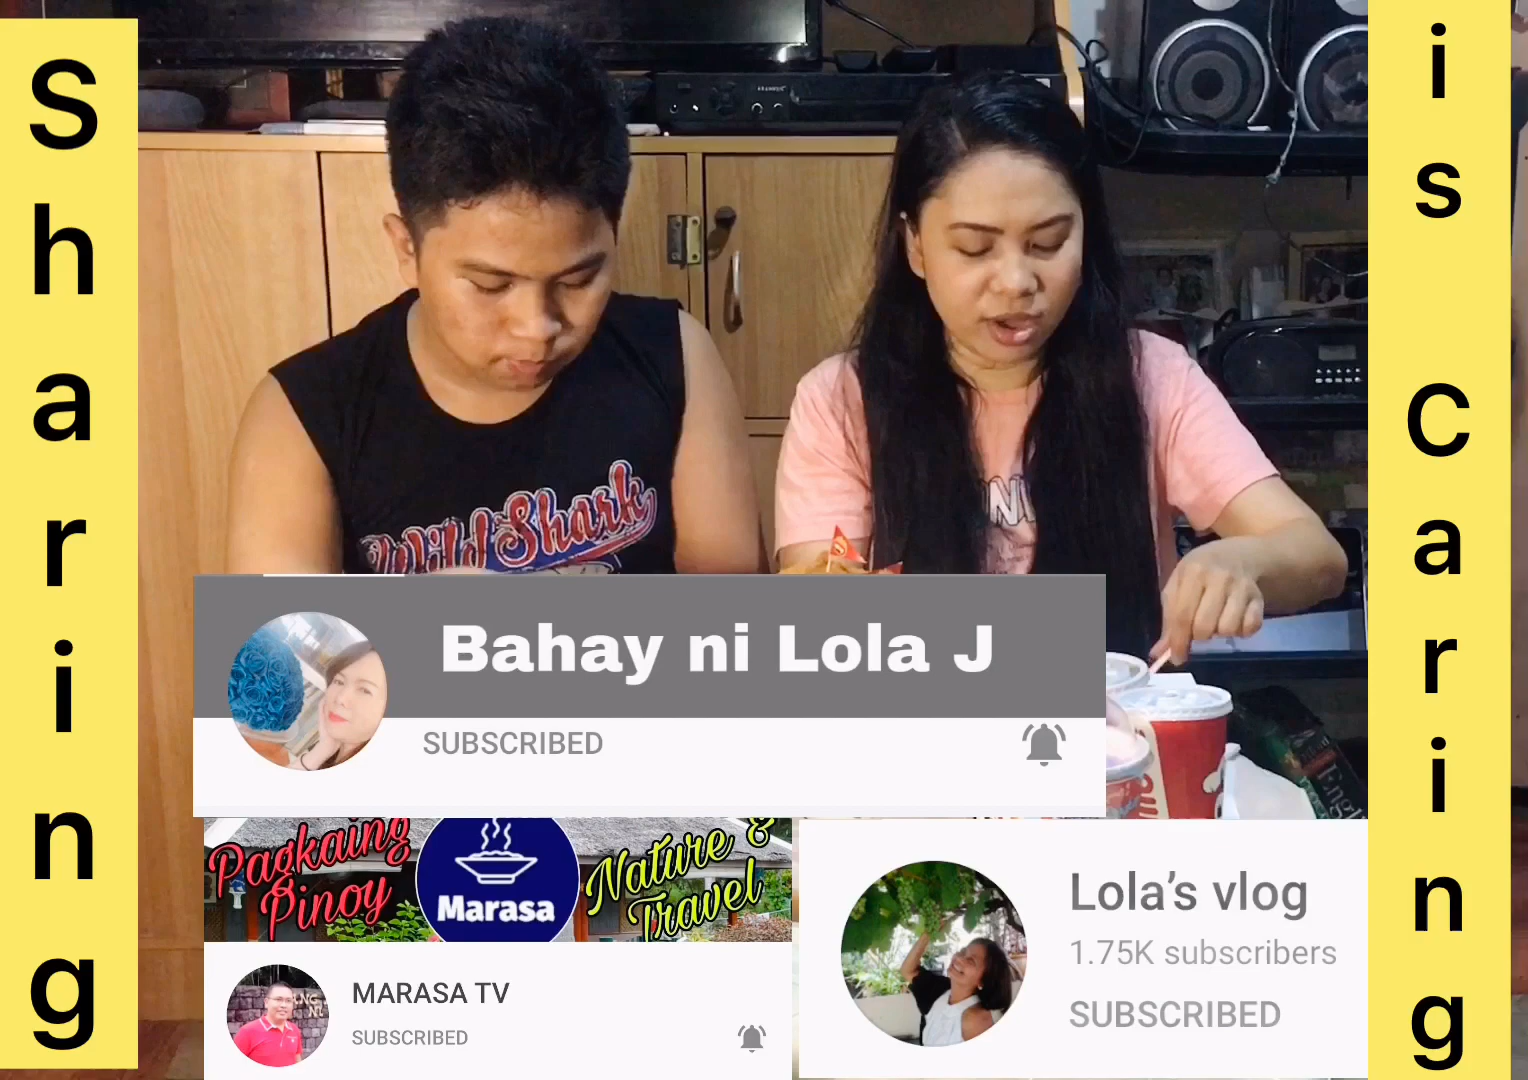 Sharing
is Caring
Wild Shark
Bahay ni Lola J
SUBSCRIBED
Pagkaing
Pinoy
Marasa
Nature &
Travel
MARASA TV
SUBSCRIBED
Lola's vlog
1.75K subscribers
SUBSCRIBED